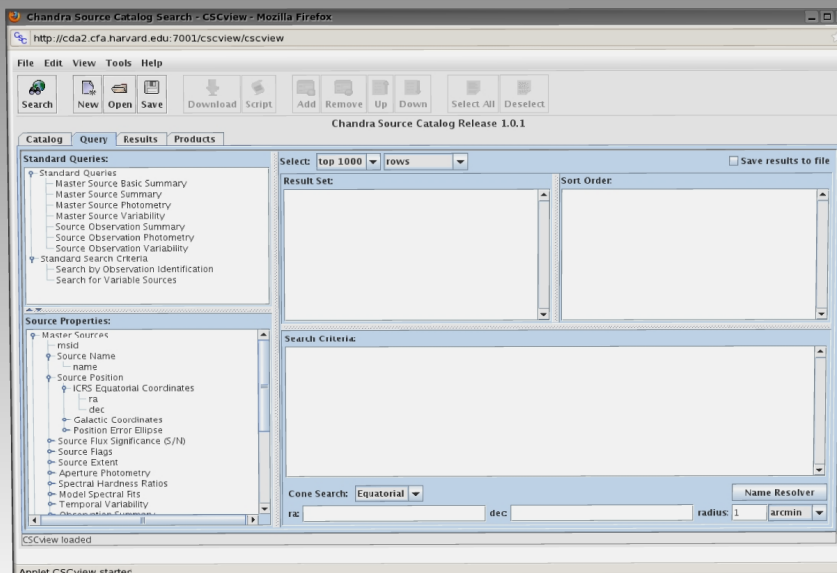 Chandra Source Catalog Search - CSCview - Mozilla Firefox
CSC http://cda2.cfa.harvard.edu:7001/cscview/cscview
File Edit View Tools Help
Search New Open Save Download Script Add Remove Up Down Select All Deselect
Chandra Source Catalog Release 1.0.1
Catalog Query Results Products
Standard Queries:
Standard Queries
Master Source Basic Summary
Master Source Summary
Master Source Photometry
Master Source Variability
Source Observation Summary
Source Observation Photometry
Source Observation Variability
Standard Search Criteria
Search by Observation Identification
Search for Variable Sources
Source Properties:
Master Sources
msid
Source Name
name
Source Position
ICRS Equatorial Coordinates
ra
dec
Galactic Coordinates
Position Error Ellipse
Source Flux Significance (S/N)
Source Flags
Source Extent
Aperture Photometry
Spectral Hardness Ratios
Model Spectral Fits
Temporal Variability
Observation Summary
Select: top 1000 rows Save results to file
Result Set: Sort Order:
Search Criteria:
Cone Search: Equatorial Name Resolver
ra: dec: radius: 1 arcmin
CSCview loaded
Applet CSCview started